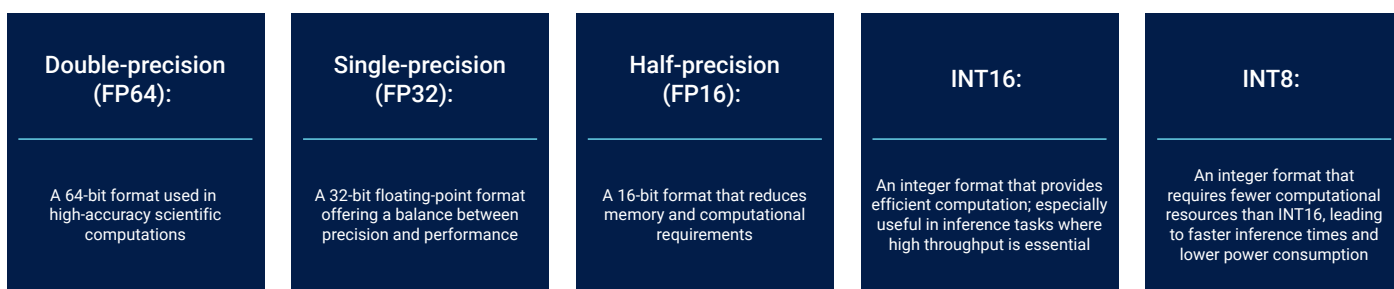 Double-precision
(FP64):
A 64-bit format used in
high-accuracy scientific
computations
Single-precision
(FP32):
A 32-bit floating-point format
offering a balance between
precision and performance
Half-precision
(FP16):
A 16-bit format that reduces
memory and computational
requirements
INT16:
An integer format that provides
efficient computation; especially
useful in inference tasks where
high throughput is essential
INT8:
An integer format that
requires fewer computational
resources than INT16, leading
to faster inference times and
lower power consumption